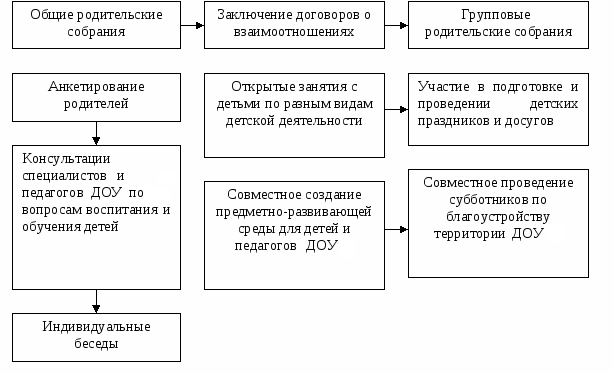 Общие родительские
собрания
Заключение договоров о
взаимоотношениях
Групповые
родительские собрания
Анкетирование
родителей
Открытые занятия с
детьми по разным видам
детской деятельности
Участие в подготовке и
проведении детских
праздников и досугов
Консультации
специалистов и
педагогов ДОУ по
вопросам воспитания и
обучения детей
Совместное создание
предметно-развивающей
среды для детей и
педагогов ДОУ
Совместное проведение
субботников по
благоустройству
территории ДОУ
Индивидуальные
беседы